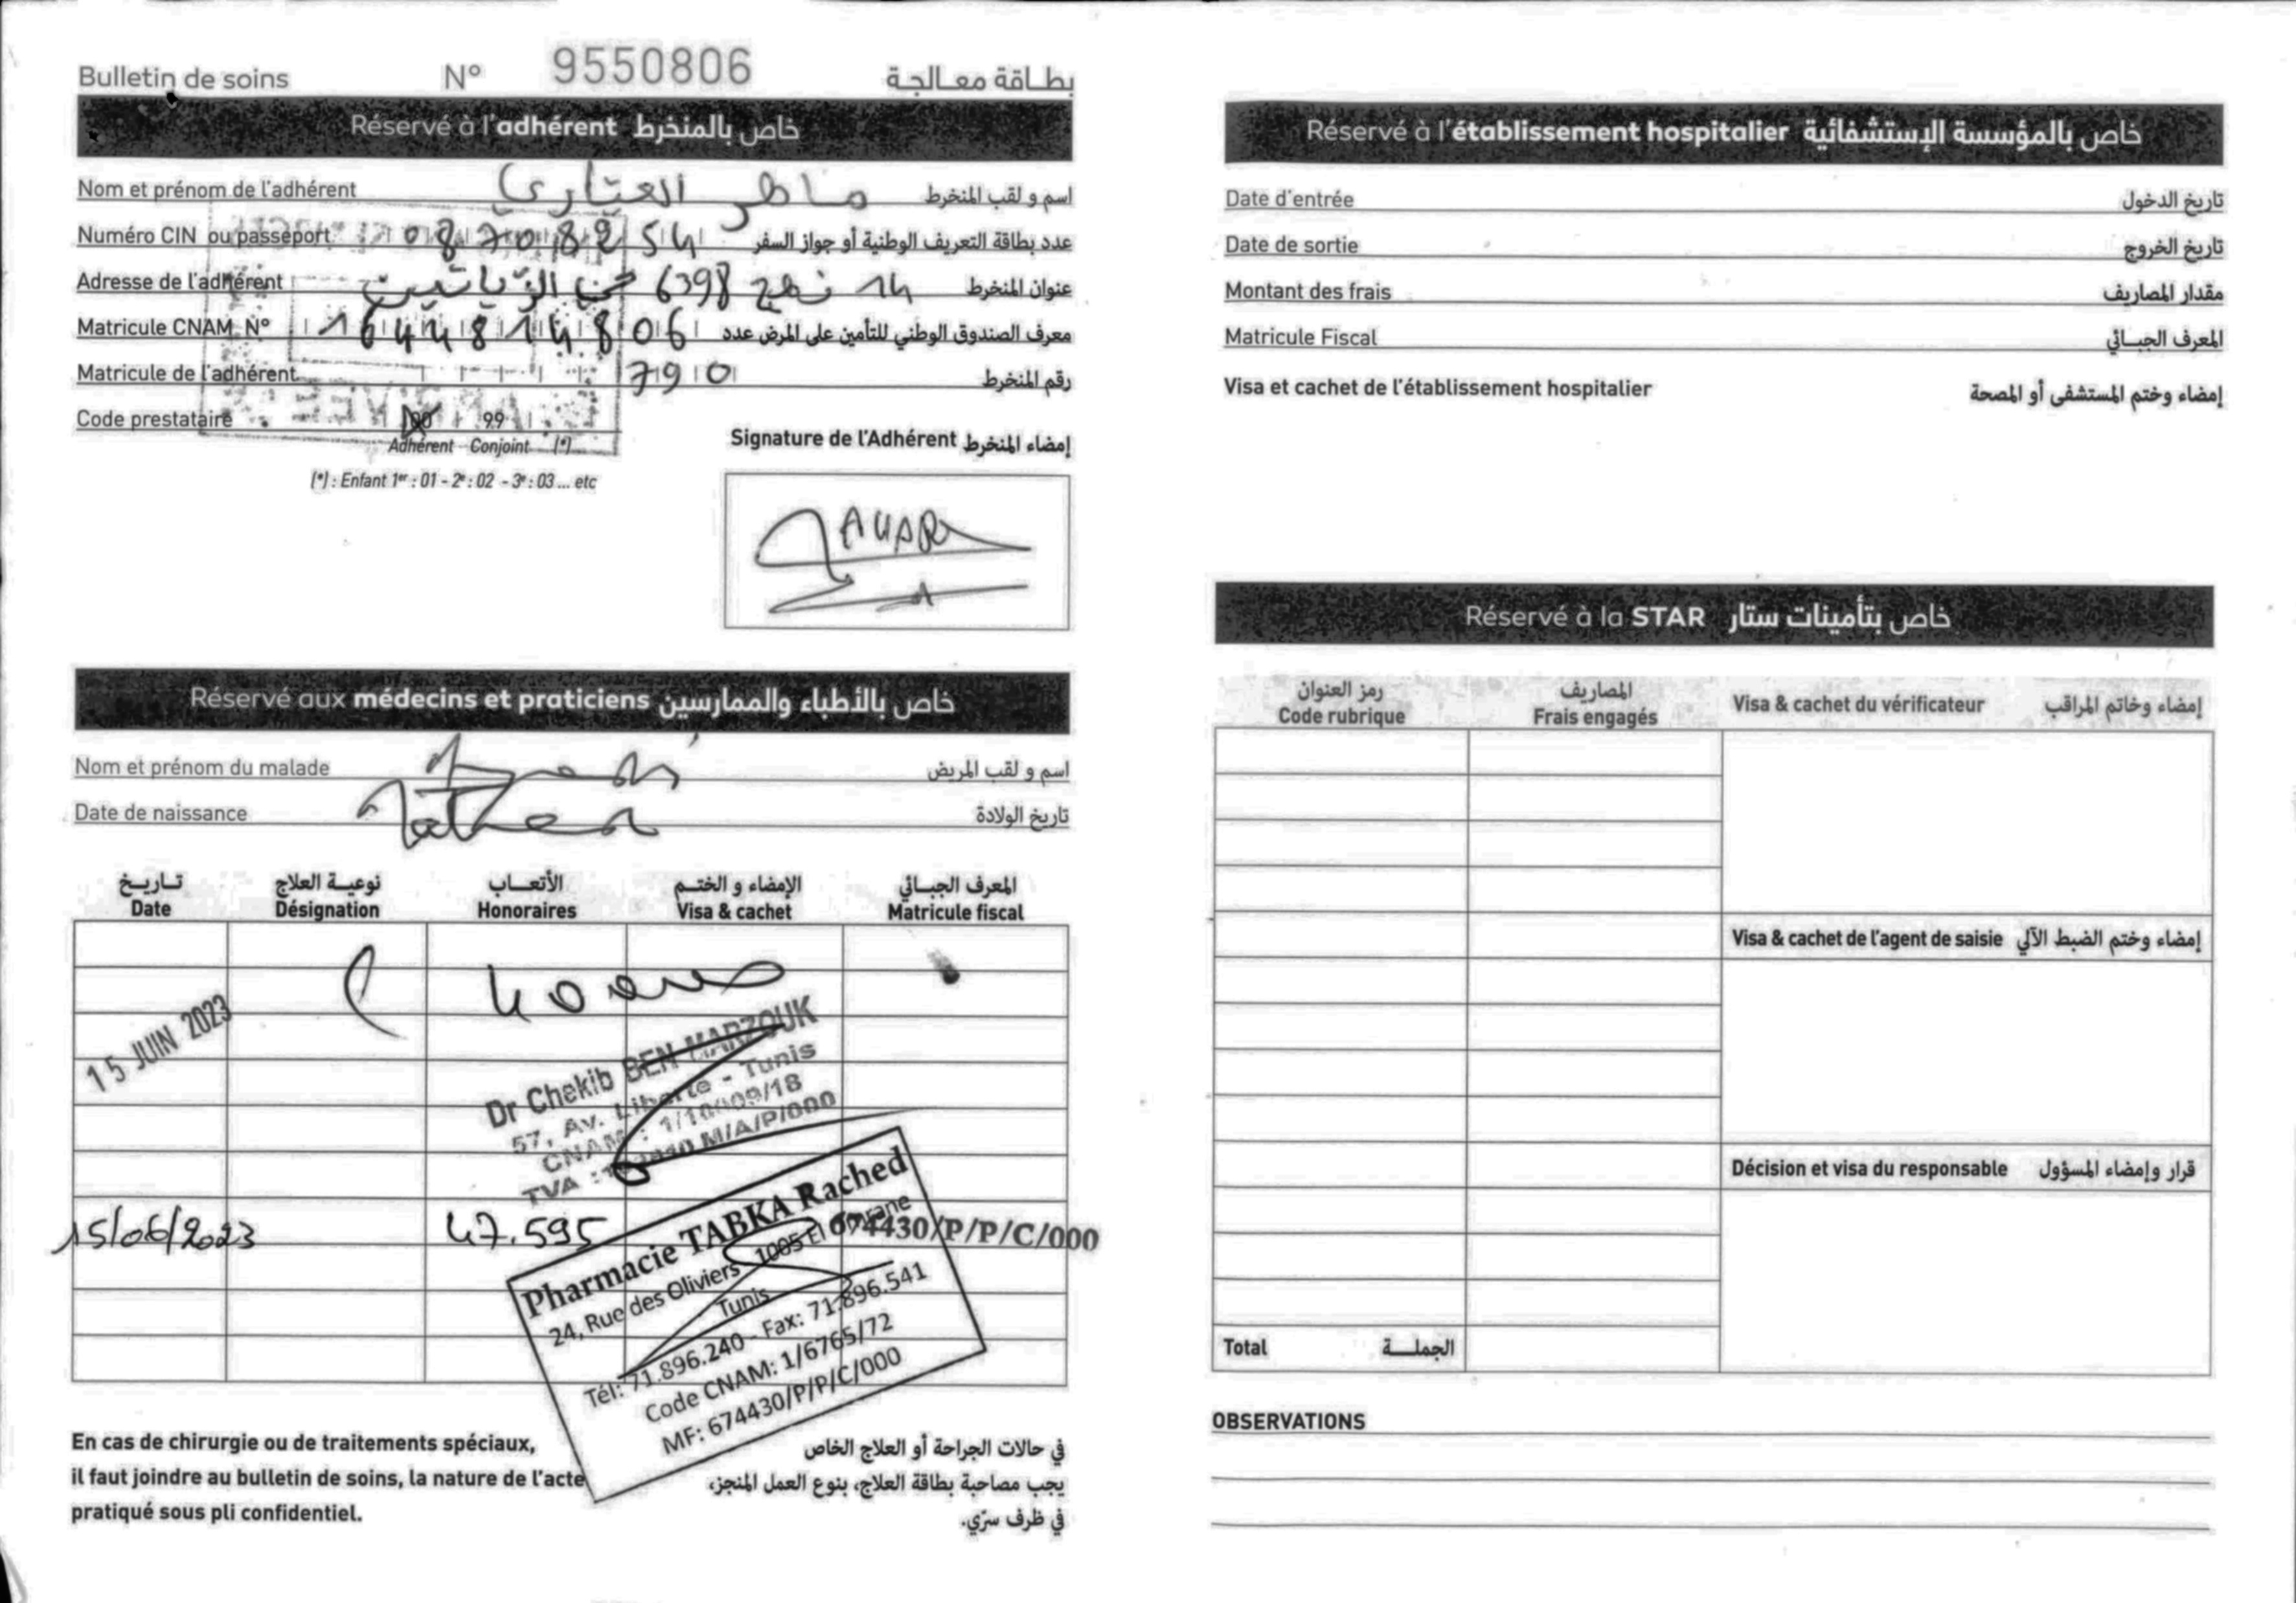 Bulletin de soins N° 9550806 بطاقة معالجة
Réservé à l'adhérent خاص بالمنخرط
Nom et prénom de l'adhérent ماهر العياري اسم و لقب المنخرط
Numéro CIN ou passeport 08708254 عدد بطاقة التعريف الوطنية أو جواز السفر
Adresse de l'adhérent 14 نهج 6398 حي الزياتين عنوان المنخرط
Matricule CNAM N° 1644814806 معرف الصندوق الوطني للتأمين على المرض عدد
Matricule de l'adhérent 790 رقم المنخرط
Code prestataire 00 99
Adhérent Conjoint (*)
(*) : Enfant 1er : 01 - 2e : 02 - 3e : 03 ... etc
Signature de l'Adhérent إمضاء المنخرط
Réservé aux médecins et praticiens خاص بالأطباء والممارسين
Nom et prénom du malade اسم و لقب المريض
Date de naissance تاريخ الولادة
تاريخ نوعية العلاج الأتعاب الإمضاء و الختم المعرف الجبائي
Date Désignation Honoraires Visa & cachet Matricule fiscal
15 JUIN 2023
Dr Chekib BEN MARZOUK
57, Av. Liberté - Tunis
CNAM : 1/10009/18
TVA : M/A/P/000
15/06/2023 47.595 674430/P/P/C/000
Pharmacie TABKA Rached
24, Rue des Oliviers 1005 El Omrane
Tunis
Tél: 71.896.240 - Fax: 71.896.541
Code CNAM: 1/6765/72
MF: 674430/P/P/C/000
En cas de chirurgie ou de traitements spéciaux,
il faut joindre au bulletin de soins, la nature de l'acte
pratiqué sous pli confidentiel.
في حالات الجراحة أو العلاج الخاص
يجب مصاحبة بطاقة العلاج، بنوع العمل المنجز،
في ظرف سرّي.
Réservé à l'établissement hospitalier خاص بالمؤسسة الإستشفائية
Date d'entrée تاريخ الدخول
Date de sortie تاريخ الخروج
Montant des frais مقدار المصاريف
Matricule Fiscal المعرف الجبائي
Visa et cachet de l'établissement hospitalier إمضاء وختم المستشفى أو المصحة
Réservé à la STAR خاص بتأمينات ستار
رمز العنوان المصاريف
Code rubrique Frais engagés Visa & cachet du vérificateur إمضاء وخاتم المراقب
Visa & cachet de l'agent de saisie إمضاء وختم الضبط الآلي
Décision et visa du responsable قرار وإمضاء المسؤول
Total الجملة
OBSERVATIONS